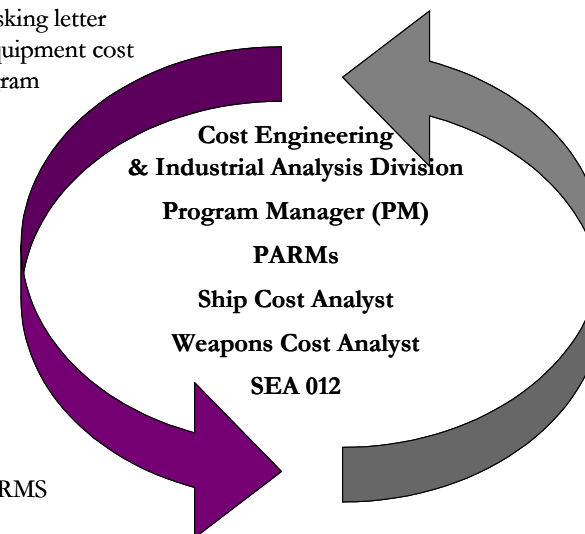 sking letter
quipment cost
ram
Cost Engineering
& Industrial Analysis Division
Program Manager (PM)
PARMs
Ship Cost Analyst
Weapons Cost Analyst
SEA 012
RMS